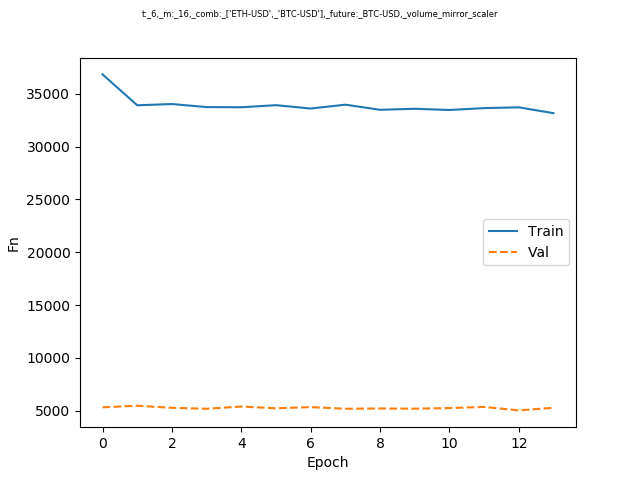 t:_6,_m:_16,_comb:_['ETH-USD',_'BTC-USD'],_future:_BTC-USD,_volume_mirror_scaler
35000
30000
25000
20000
15000
10000
5000
Fn
Train
Val
0 2 4 6 8 10 12
Epoch